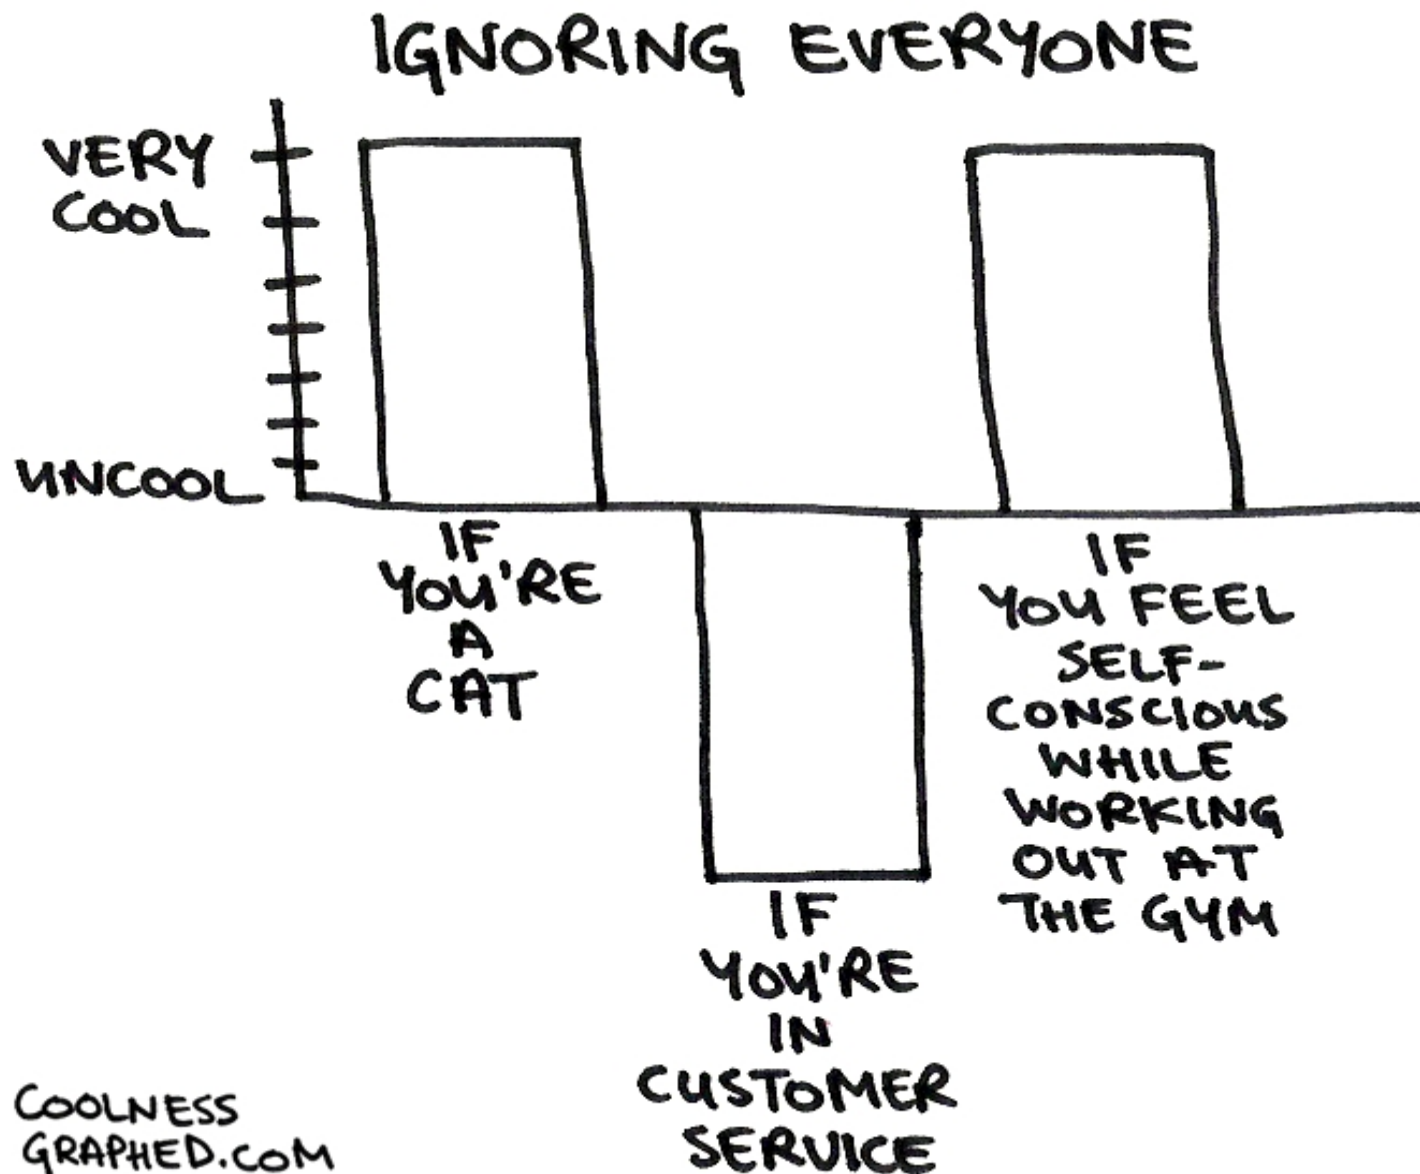 IGNORING EVERYONE
VERY
COOL
UNCOOL
IF
YOU'RE
A
CAT
IF
YOU'RE
IN
CUSTOMER
SERVICE
IF
YOU FEEL
SELF-
CONSCIOUS
WHILE
WORKING
OUT AT
THE GYM
COOLNESS
GRAPHED.COM